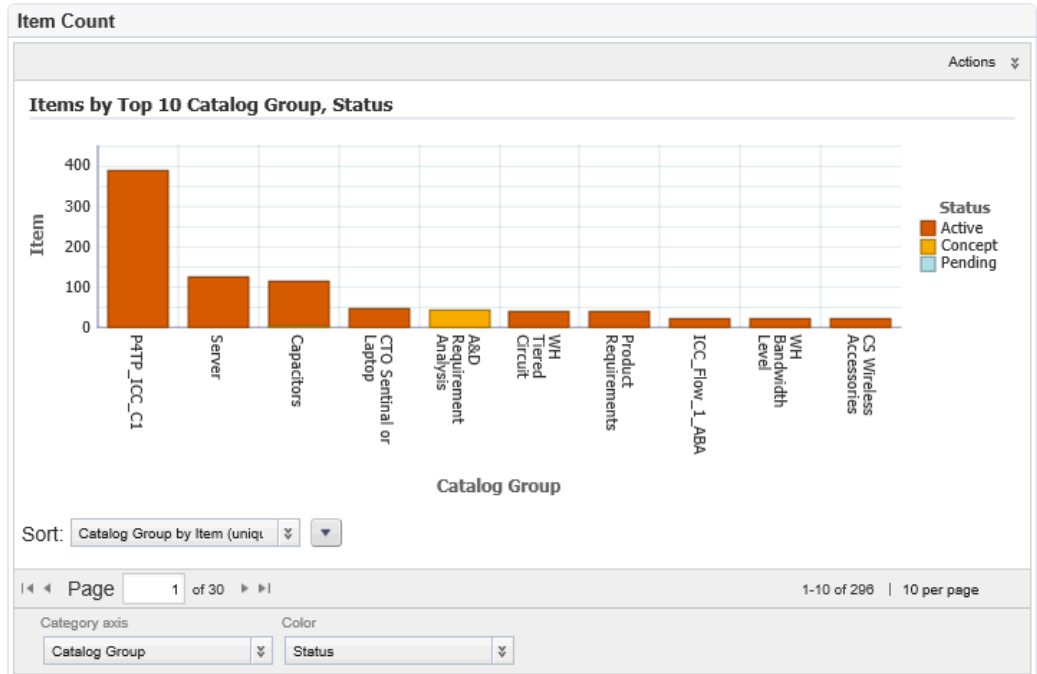 Item Count
Actions
Items by Top 10 Catalog Group, Status
400
300
200
100
0
Item
P4TP_ICC_C1
Server
Capacitors
CTO Sentinal or
Laptop
A&D
Requirement
Analysis
WH
Tiered
Circuit
Product
Requirements
ICC_Flow_1_ABA
WH
Bandwidth
Level
CS Wireless
Accessories
Catalog Group
Status
Active
Concept
Pending
Sort: Catalog Group by Item (uniqu
Page 1 of 30 1-10 of 296 | 10 per page
Category axis Color
Catalog Group Status